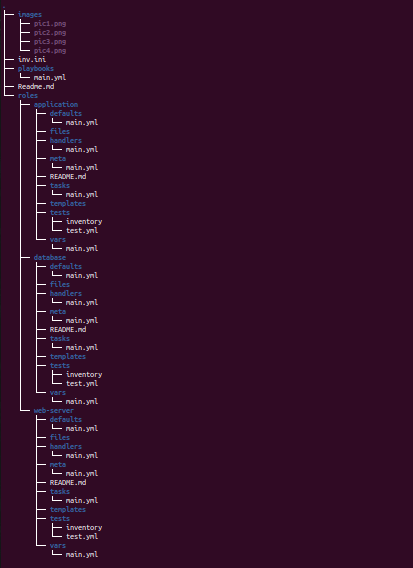 .
images
pic1.png
pic2.png
pic3.png
pic4.png
inv.ini
playbooks
main.yml
Readme.md
roles
application
defaults
main.yml
files
handlers
main.yml
meta
main.yml
README.md
tasks
main.yml
templates
tests
inventory
test.yml
vars
main.yml
database
defaults
main.yml
files
handlers
main.yml
meta
main.yml
README.md
tasks
main.yml
templates
tests
inventory
test.yml
vars
main.yml
web-server
defaults
main.yml
files
handlers
main.yml
meta
main.yml
README.md
tasks
main.yml
templates
tests
inventory
test.yml
vars
main.yml